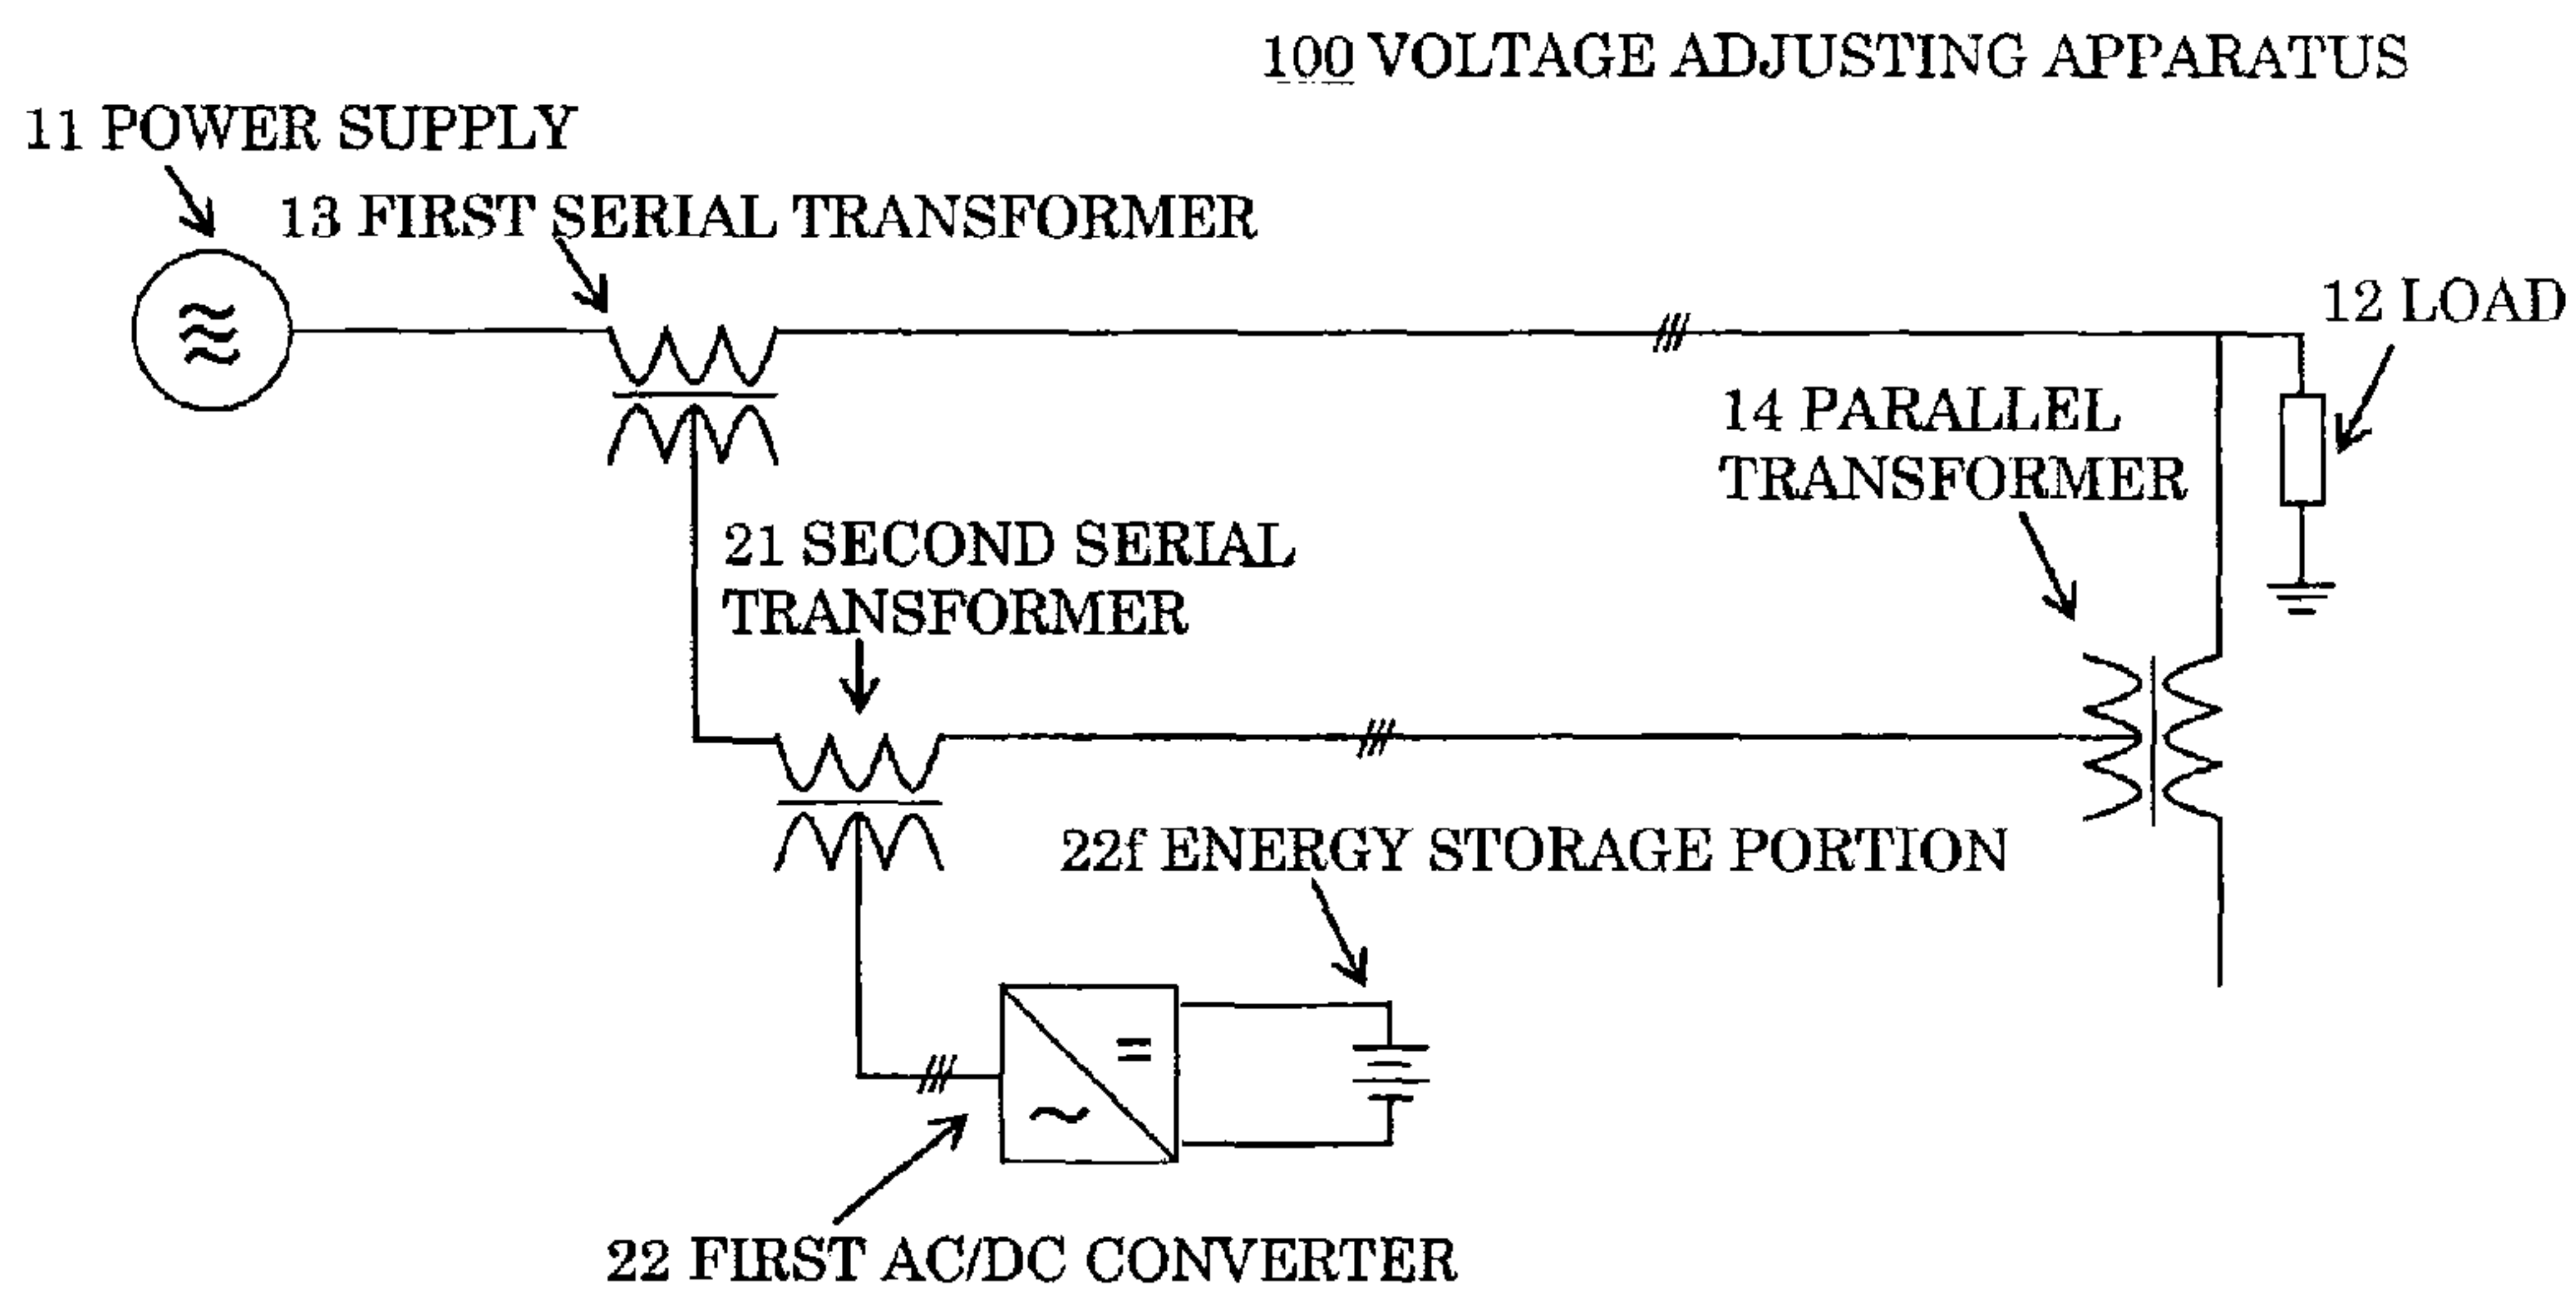 100 VOLTAGE ADJUSTING APPARATUS
11 POWER SUPPLY
13 FIRST SERIAL TRANSFORMER
12 LOAD
14 PARALLEL
TRANSFORMER
21 SECOND SERIAL
TRANSFORMER
22f ENERGY STORAGE PORTION
22 FIRST AC/DC CONVERTER